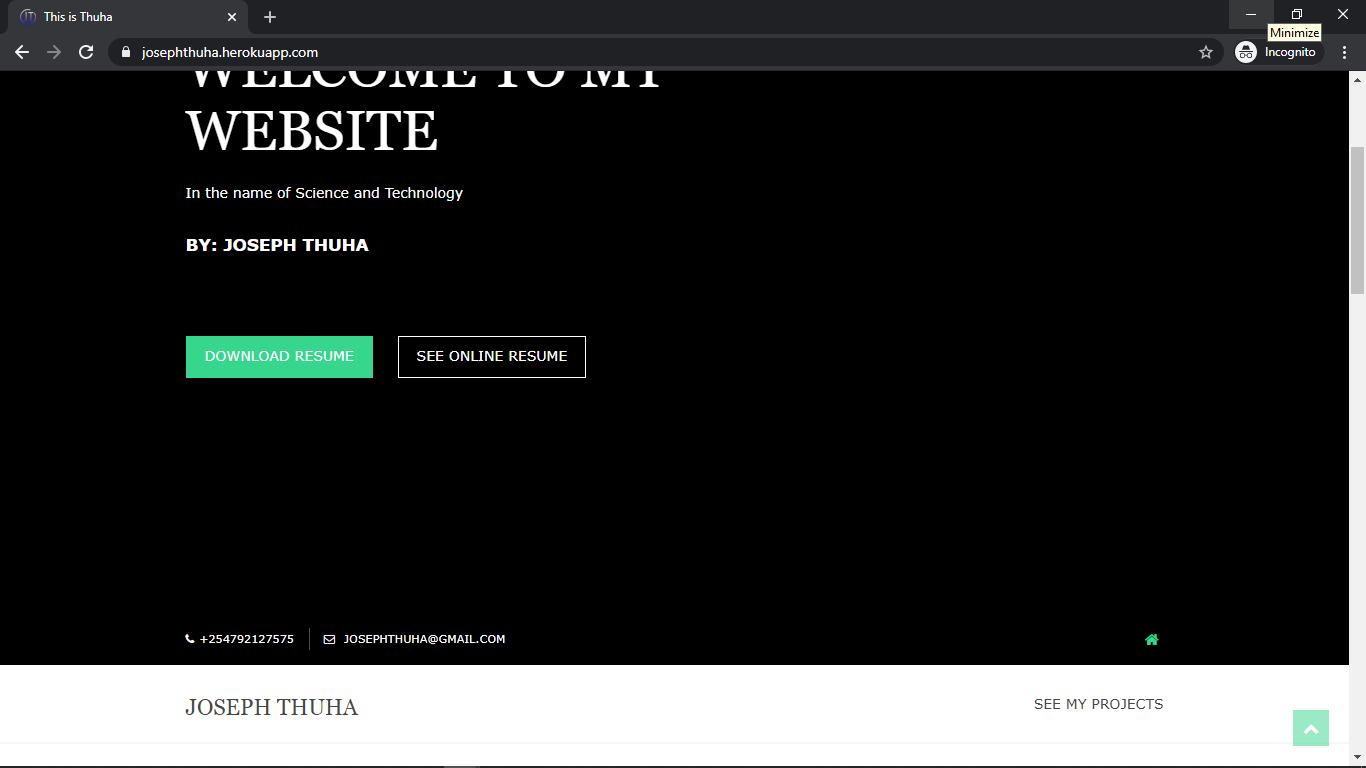 This is Thuha
Minimize
josephthuha.herokuapp.com
Incognito
WELCOME TO MY
WEBSITE
In the name of Science and Technology
BY: JOSEPH THUHA
DOWNLOAD RESUME SEE ONLINE RESUME
+254792127575 JOSEPHTHUHA@GMAIL.COM
JOSEPH THUHA SEE MY PROJECTS